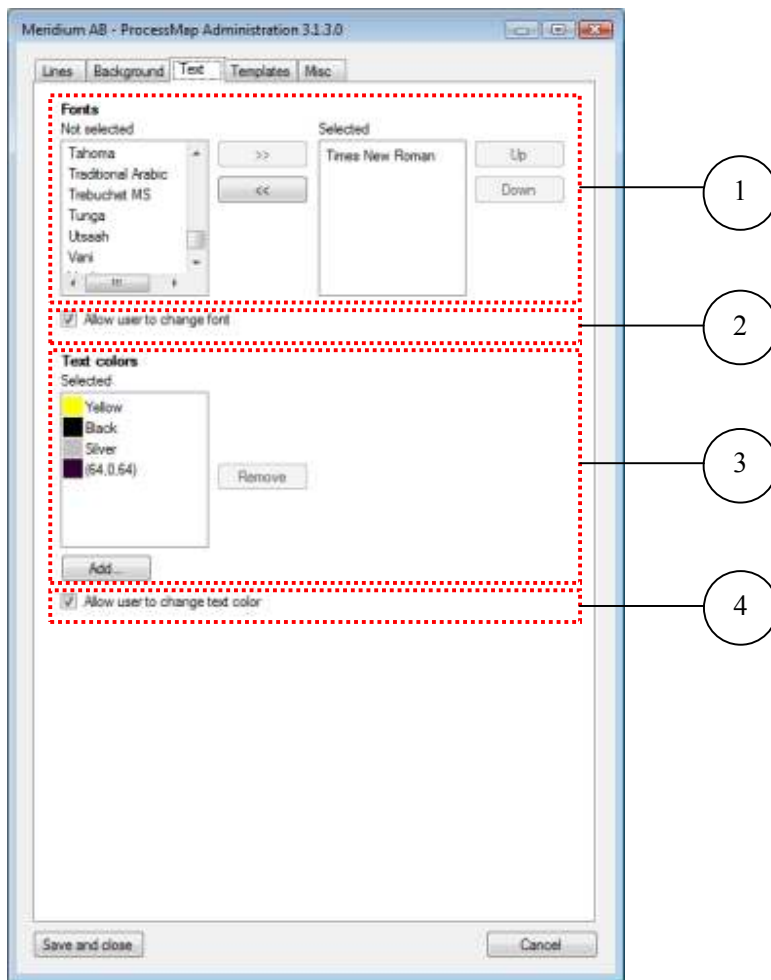 Meridium AB - ProcessMap Administration 3.1.3.0
Lines Background Text Templates Misc
Fonts
Not selected
Selected
Tahoma
Traditional Arabic
Trebuchet MS
Tunga
Utsaah
Vani
>>
<<
Times New Roman
Up
Down
1
Allow user to change font
2
Text colors
Selected
Yellow
Black
Silver
(64,0,64)
Remove
3
Add...
Allow user to change text color
4
Save and close
Cancel